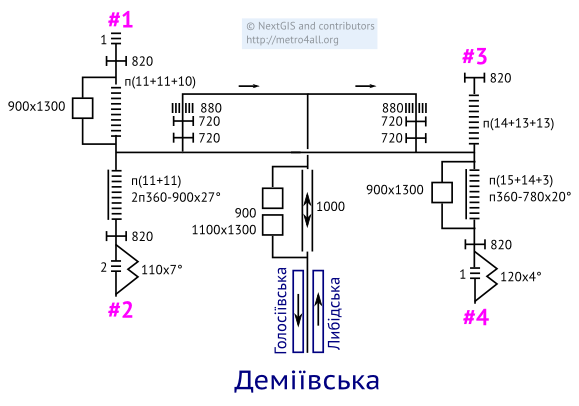 #1
© NextGIS and contributors
http://metro4all.org
1
820
#3
820
п(11+11+10)
900x1300
880
720
720
880
720
720
п(14+13+13)
п(11+11)
2п360-900x27°
900
1100x1300
1000
900x1300
п(15+14+3)
п360-780x20°
820
2
110x7°
820
1
120x4°
#2
#4
Голосіївська
Либідська
Деміївська